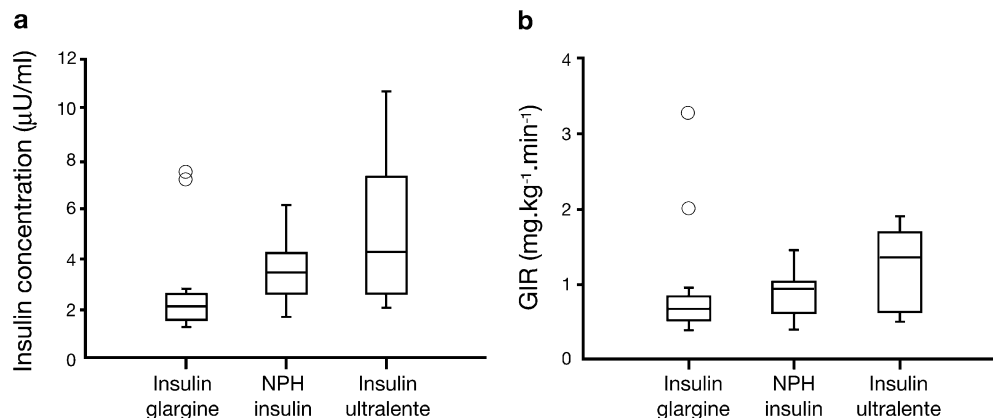 a
Insulin concentration (μU/ml)
12
10
8
6
4
2
0
Insulin glargine
NPH insulin
Insulin ultralente
b
GIR (mg.kg⁻¹.min⁻¹)
4
3
2
1
0
Insulin glargine
NPH insulin
Insulin ultralente